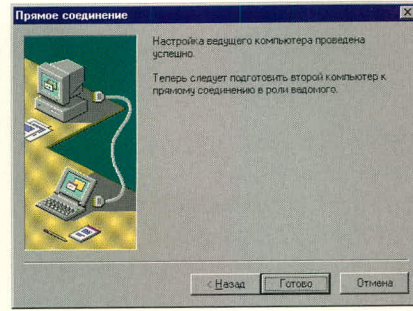 Прямое соединение
Настройка ведущего компьютера проведена
успешно.
Теперь следует подготовить второй компьютер к
прямому соединению в роли ведомого.
< Назад
Готово
Отмена